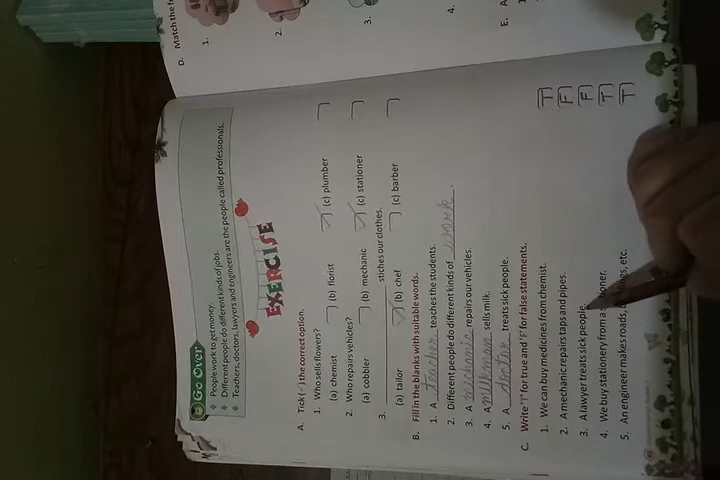 Go Over
People work to get money.
Different people do different kinds of jobs.
Teachers, doctors, lawyers and engineers are the people called professionals.
EXERCISE
A. Tick (✓) the correct option.
1. Who sells flowers?
(a) chemist (b) florist (c) plumber
2. Who repairs vehicles?
(a) cobbler (b) mechanic (c) stationer
3. stiches our clothes.
(a) tailor (b) chef (c) barber
B. Fill in the blanks with suitable words.
1. A teacher teaches the students.
2. Different people do different kinds of work.
3. A mechanic repairs our vehicles.
4. A milkman sells milk.
5. A doctor treats sick people.
C. Write 'T' for true and 'F' for false statements.
1. We can buy medicines from chemist. T
2. A mechanic repairs taps and pipes. F
3. A lawyer treats sick people. F
4. We buy stationery from a T
5. An engineer makes roads, etc. T
D. Match the
1.
2.
3.
4.
E. A